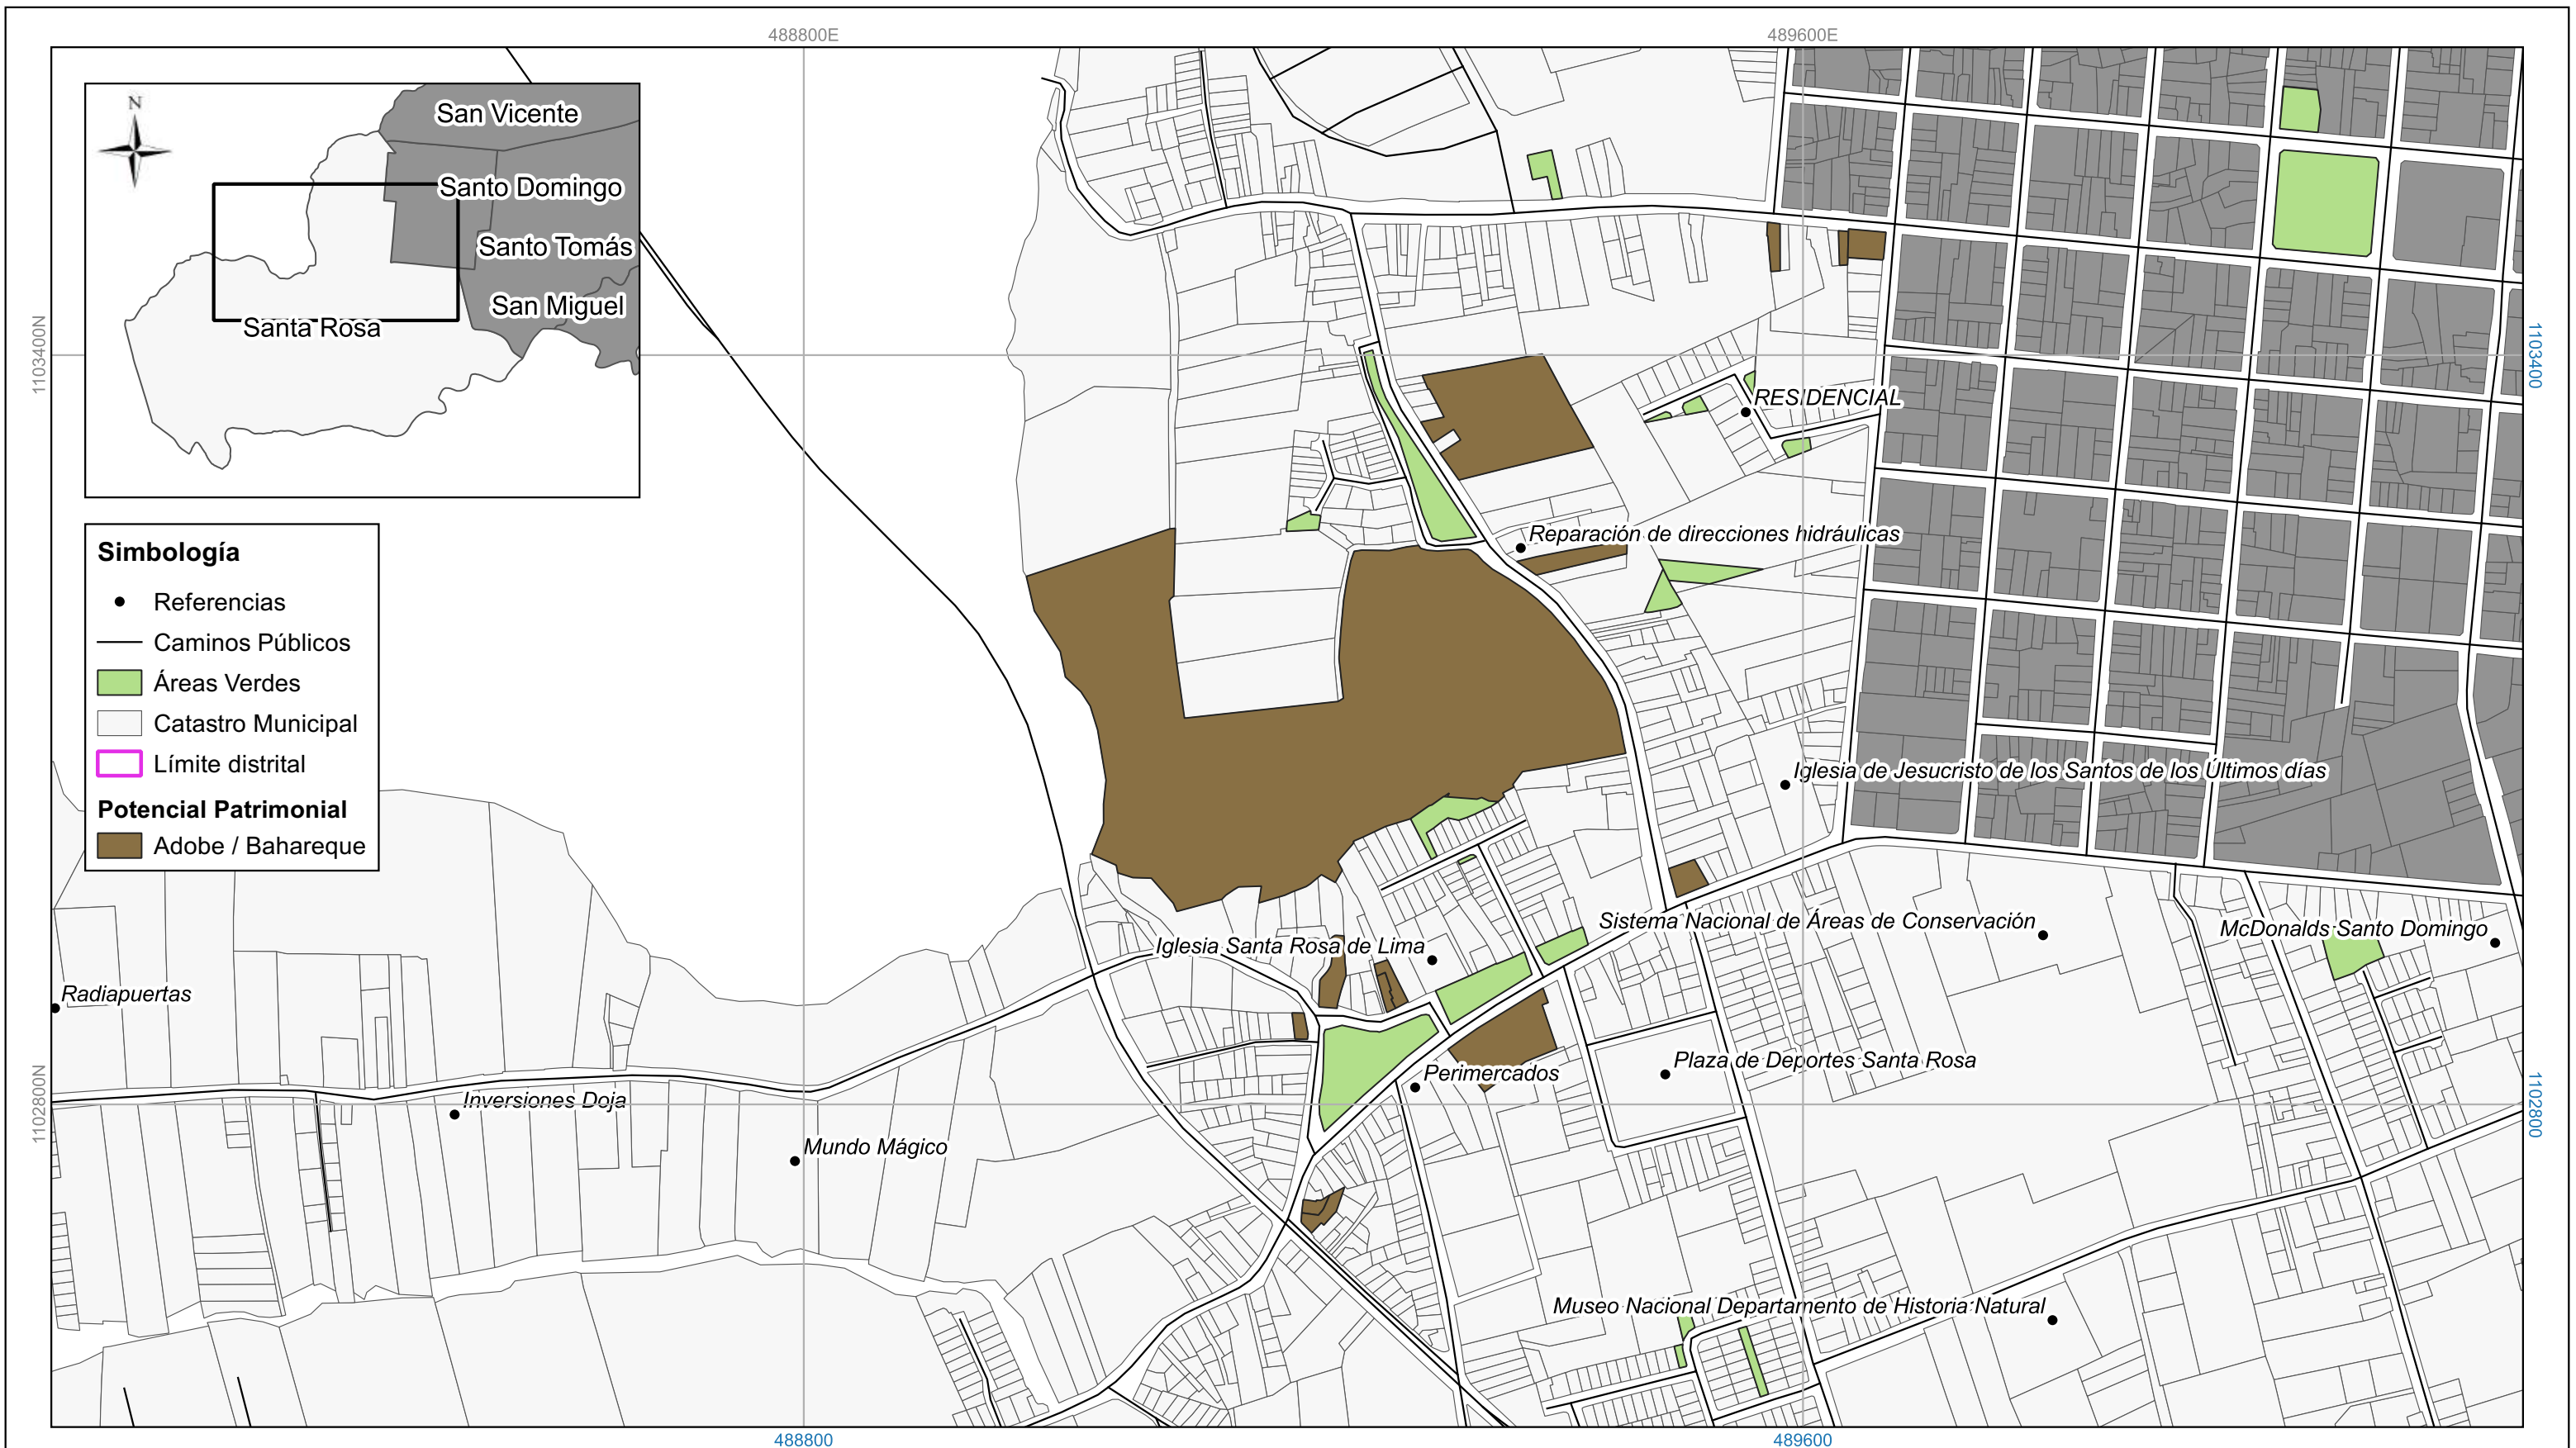 488800E
489600E
N
San Vicente
Santo Domingo
Santo Tomás
San Miguel
Santa Rosa
1103400N
1103400
RESIDENCIAL
Reparación de direcciones hidráulicas
Simbología
Referencias
Caminos Públicos
Áreas Verdes
Catastro Municipal
Límite distrital
Potencial Patrimonial
Adobe / Bahareque
Iglesia de Jesucristo de los Santos de los Últimos días
Sistema Nacional de Áreas de Conservación
McDonalds Santo Domingo
Iglesia Santa Rosa de Lima
Radiapuertas
Plaza de Deportes Santa Rosa
Perimercados
Inversiones Doja
1102800N
1102800
Mundo Mágico
Museo Nacional Departamento de Historia Natural
488800
489600